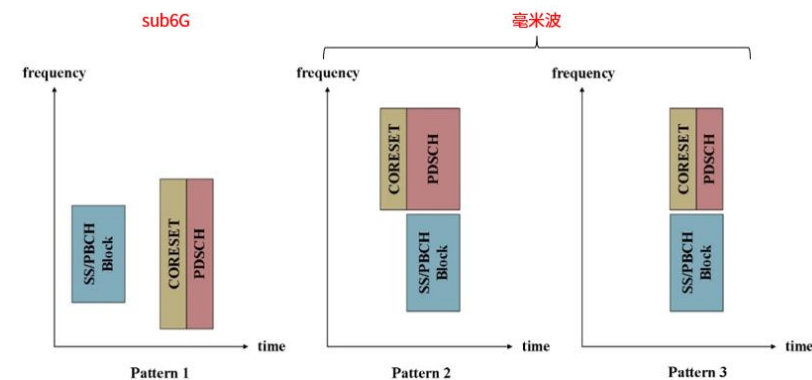 sub6G
毫米波
frequency
SS/PBCH
Block
CORESET
PDSCH
time
Pattern 1
frequency
CORESET
PDSCH
SS/PBCH
Block
time
Pattern 2
frequency
CORESET
PDSCH
SS/PBCH
Block
time
Pattern 3